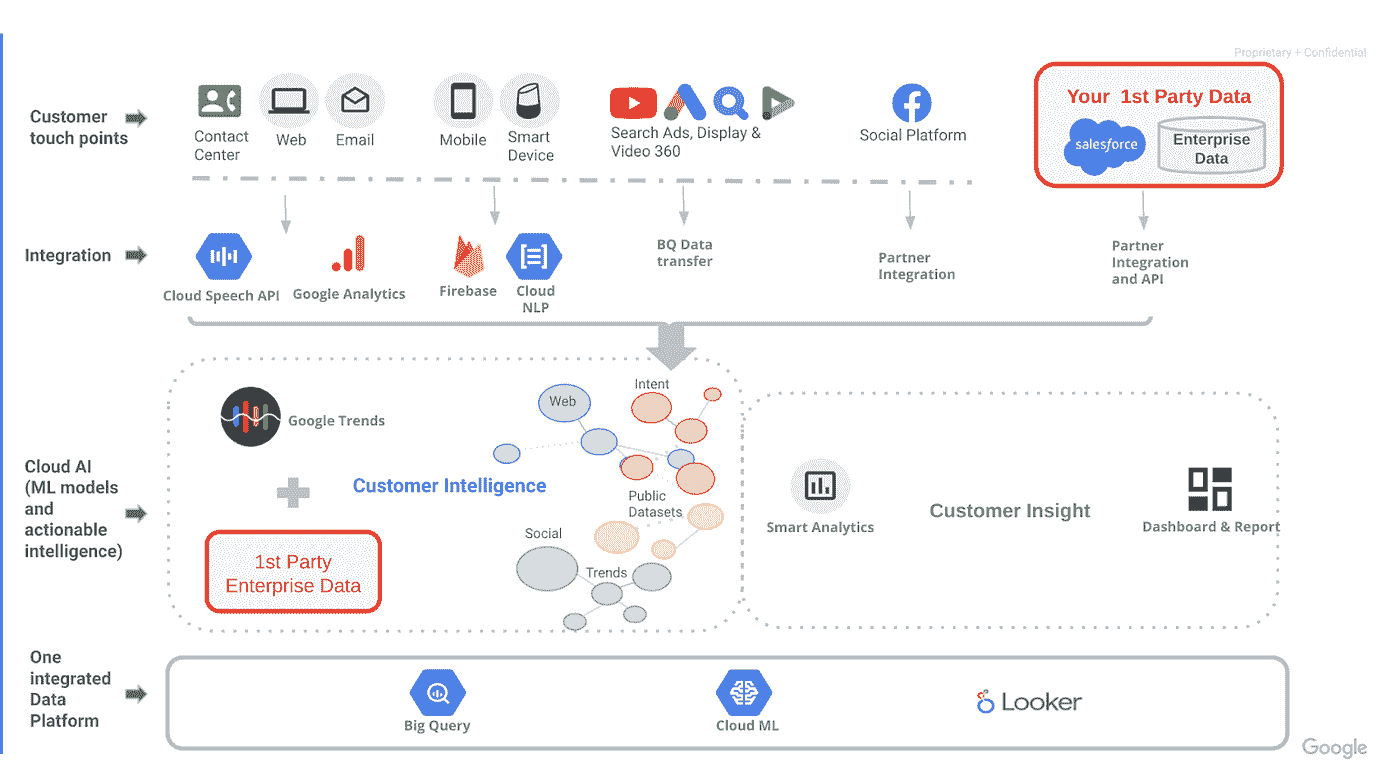 Proprietary + Confidential
Customer
touch points
Contact
Center
Web
Email
Mobile
Smart
Device
Search Ads, Display &
Video 360
Social Platform
Your 1st Party Data
salesforce
Enterprise
Data
Integration
Cloud Speech API
Google Analytics
Firebase
Cloud
NLP
BQ Data
transfer
Partner
Integration
Partner
Integration
and API
Cloud AI
(ML models
and
actionable
intelligence)
Google Trends
Customer Intelligence
1st Party
Enterprise Data
Web
Intent
Public
Datasets
Social
Trends
Smart Analytics
Customer Insight
Dashboard & Report
One
integrated
Data
Platform
Big Query
Cloud ML
Looker
Google